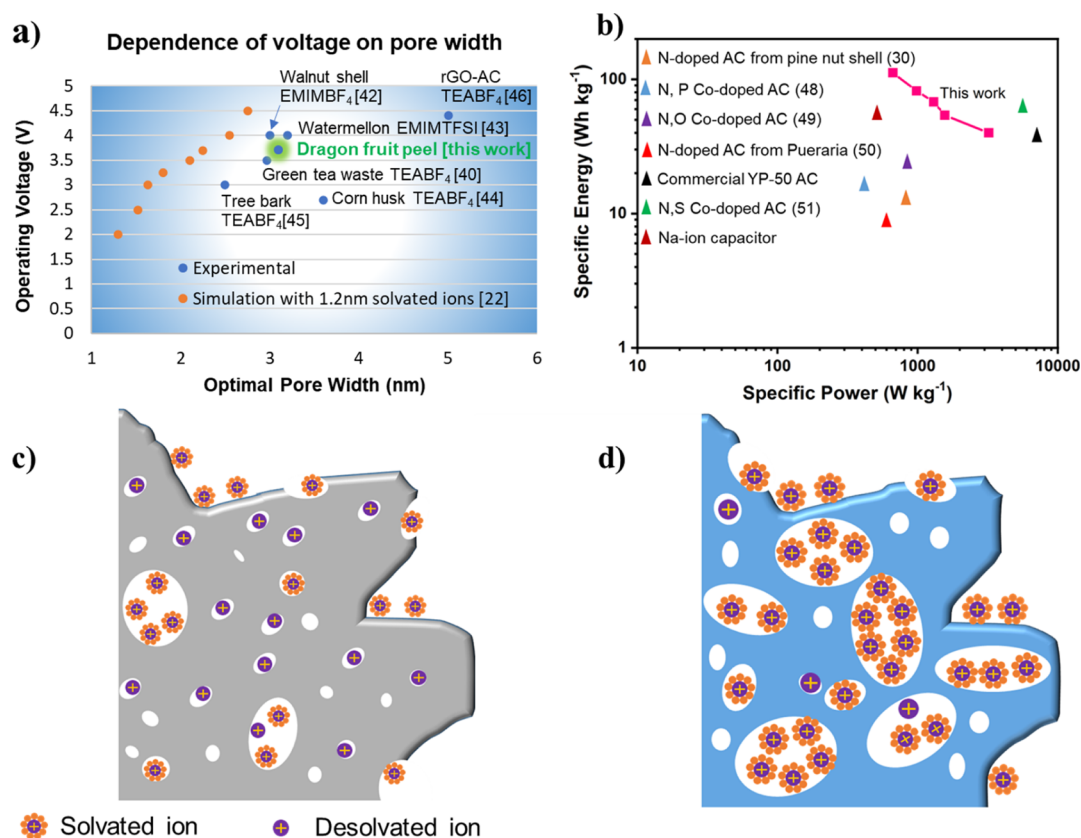 a)
Dependence of voltage on pore width
Operating Voltage (V)
5
4.5
4
3.5
3
2.5
2
1.5
1
0.5
0
Walnut shell
EMIMBF₄[42]
rGO-AC
TEABF₄[46]
Watermellon EMIMTFSI [43]
Dragon fruit peel [this work]
Green tea waste TEABF₄[40]
Tree bark
TEABF₄[45]
Corn husk TEABF₄[44]
Experimental
Simulation with 1.2nm solvated ions [22]
1 2 3 4 5 6
Optimal Pore Width (nm)
b)
Specific Energy (Wh kg⁻¹)
100
10
1
N-doped AC from pine nut shell (30)
N, P Co-doped AC (48)
This work
N,O Co-doped AC (49)
N-doped AC from Pueraria (50)
Commercial YP-50 AC
N,S Co-doped AC (51)
Na-ion capacitor
10 100 1000 10000
Specific Power (W kg⁻¹)
c)
d)
Solvated ion
Desolvated ion